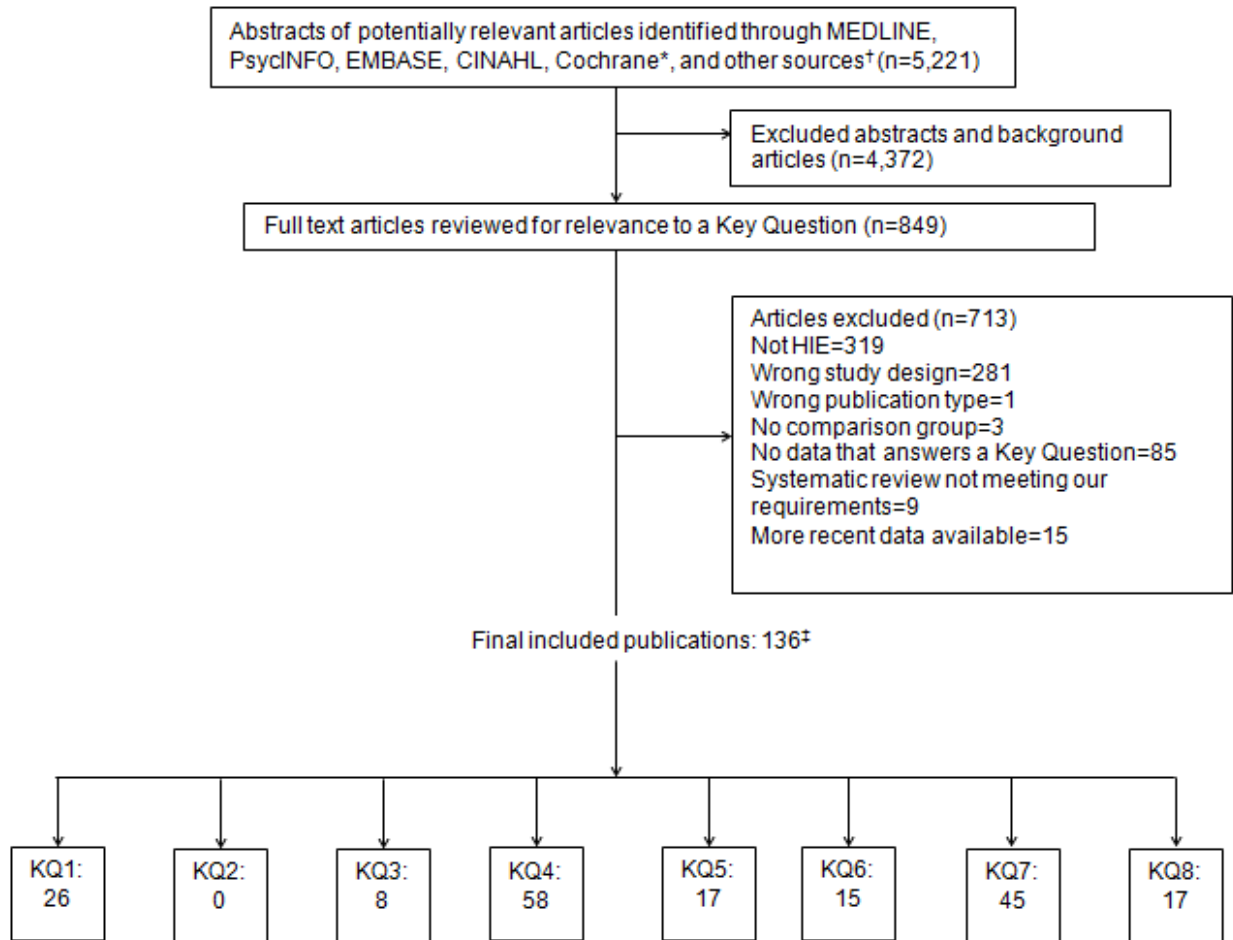 Abstracts of potentially relevant articles identified through MEDLINE,
PsycINFO, EMBASE, CINAHL, Cochrane*, and other sources† (n=5,221)
Excluded abstracts and background
articles (n=4,372)
Full text articles reviewed for relevance to a Key Question (n=849)
Articles excluded (n=713)
Not HIE=319
Wrong study design=281
Wrong publication type=1
No comparison group=3
No data that answers a Key Question=85
Systematic review not meeting our
requirements=9
More recent data available=15
Final included publications: 136‡
KQ1:
26
KQ2:
0
KQ3:
8
KQ4:
58
KQ5:
17
KQ6:
15
KQ7:
45
KQ8:
17